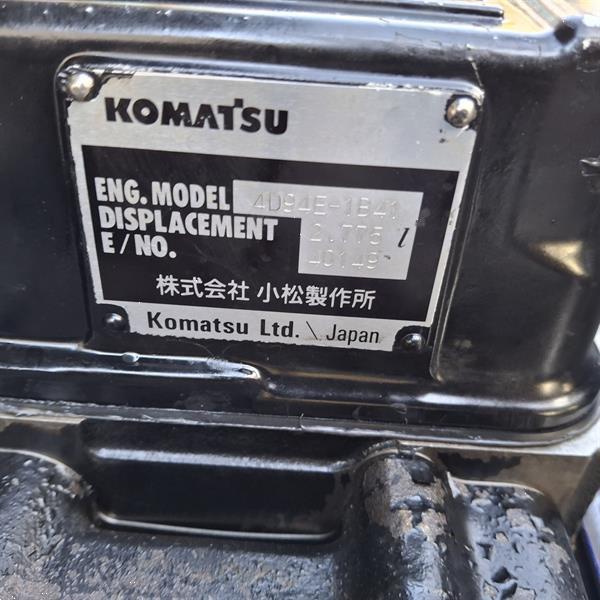 KOMATSU
ENG. MODEL 4D94E-1B41
DISPLACEMENT 2.775 l
E/NO. 40149
株式会社 小松製作所
Komatsu Ltd. \ Japan